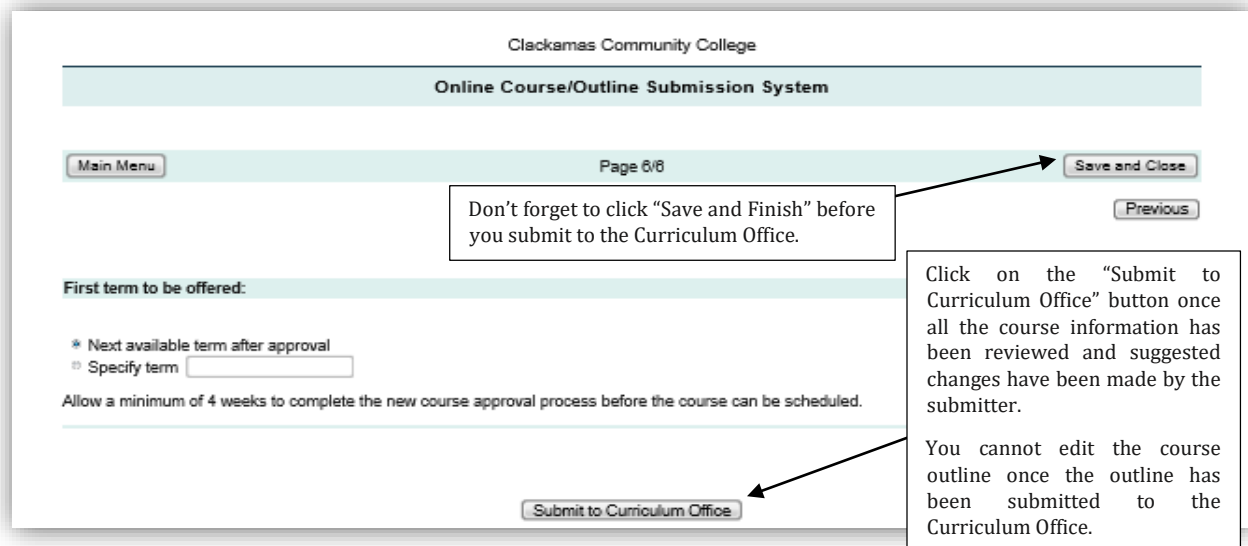 Clackamas Community College
Online Course/Outline Submission System
Main Menu
Page 6/6
Save and Close
Don’t forget to click “Save and Finish” before
you submit to the Curriculum Office.
Previous
First term to be offered:
Next available term after approval
Specify term
Allow a minimum of 4 weeks to complete the new course approval process before the course can be scheduled.
Click on the “Submit to
Curriculum Office” button once
all the course information has
been reviewed and suggested
changes have been made by the
submitter.
You cannot edit the course
outline once the outline has
been submitted to the
Curriculum Office.
Submit to Curriculum Office